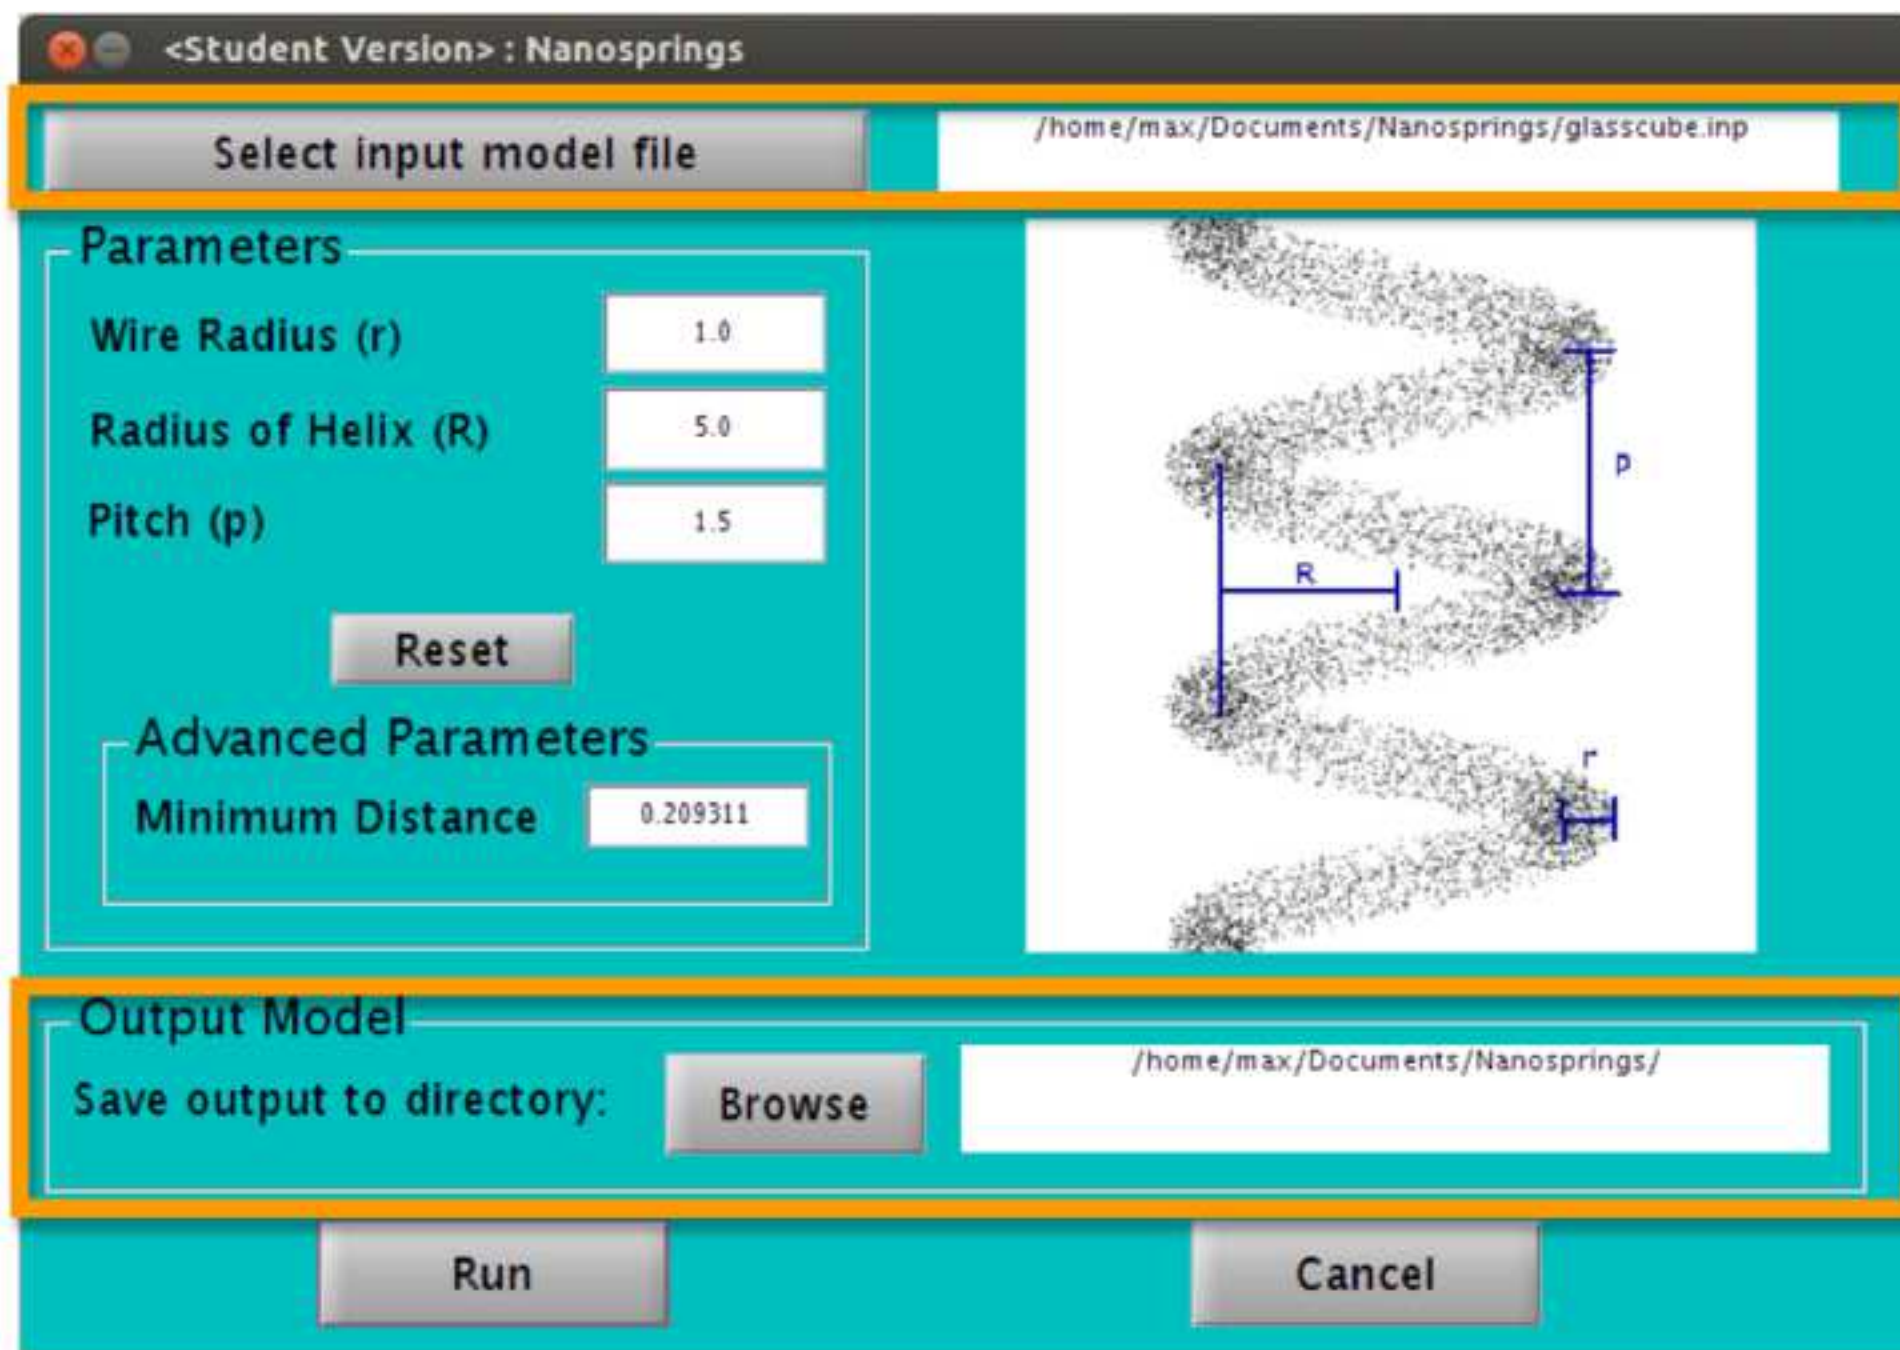 <Student Version> : Nanosprings
Select input model file
/home/max/Documents/Nanosprings/glasscube.inp
Parameters
Wire Radius (r)
1.0
Radius of Helix (R)
5.0
Pitch (p)
1.5
Reset
Advanced Parameters
Minimum Distance
0.209311
p
R
r
Output Model
Save output to directory:
Browse
/home/max/Documents/Nanosprings/
Run
Cancel